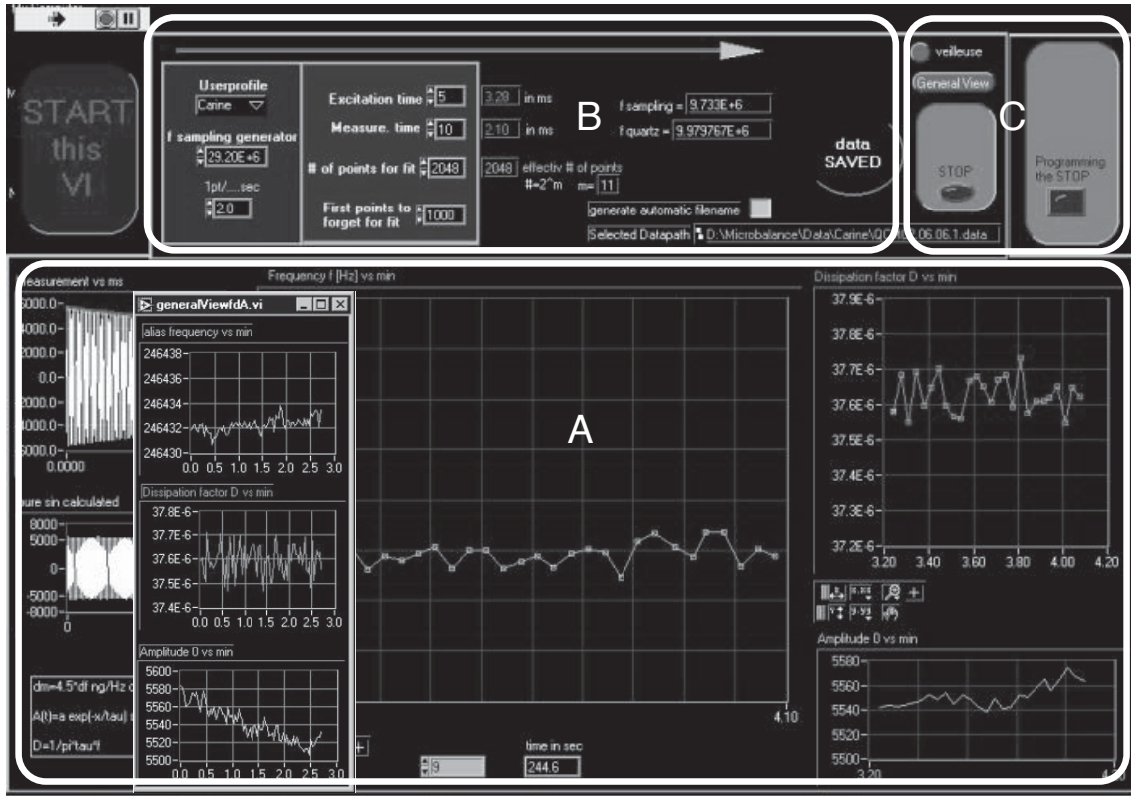 START
this
VI
Userprofile
Carine
f sampling generator
29.20E+6
1pt/....sec
2.0
Excitation time 5 3.28 in ms
Measure. time 10 2.10 in ms
# of points for fit 2048 2048 effectiv # of points
#=2^m m= 11
First points to
forget for fit 1000
B
f sampling = 9.733E+6
f quartz = 9.979767E+6
data
SAVED
generate automatic filename
Selected Datapath
veilleuse
General View
STOP
C
Programming
the STOP
Measurement vs ms
0.0
0.0000
8000
5000
0
-5000
-8000
0
generalViewfdA.vi
alias frequency vs min
246438
246436
246434
246432
246430
0.0 0.5 1.0 1.5 2.0 2.5 3.0
Dissipation factor D vs min
37.8E-6
37.7E-6
37.6E-6
37.5E-6
37.4E-6
0.0 0.5 1.0 1.5 2.0 2.5 3.0
Amplitude 0 vs min
5600
5580
5560
5540
5520
5500
0.0 0.5 1.0 1.5 2.0 2.5 3.0
dm=4.5*df ng/Hz
A(t)=a exp(-x/tau)
D=1/pi*tau*f
Frequency f [Hz] vs min
A
4.10
9
time in sec
244.6
Dissipation factor D vs min
37.9E-6
37.8E-6
37.7E-6
37.6E-6
37.5E-6
37.4E-6
37.3E-6
37.2E-6
3.20 3.40 3.60 3.80 4.00 4.20
Amplitude 0 vs min
5580
5560
5540
5520
5500
3.20